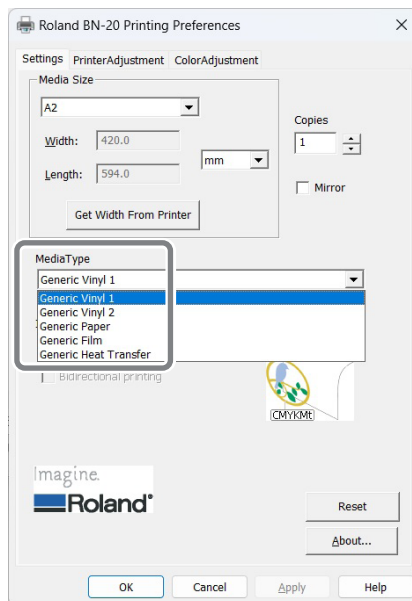 Roland BN-20 Printing Preferences
Settings PrinterAdjustment ColorAdjustment
Media Size
A2
Width: 420.0
mm
Length: 594.0
Get Width From Printer
Copies
1
Mirror
MediaType
Generic Vinyl 1
Generic Vinyl 1
Generic Vinyl 2
Generic Paper
Generic Film
Generic Heat Transfer
Bidirectional printing
CMYKMt
Imagine.
Roland
Reset
About...
OK Cancel Apply Help